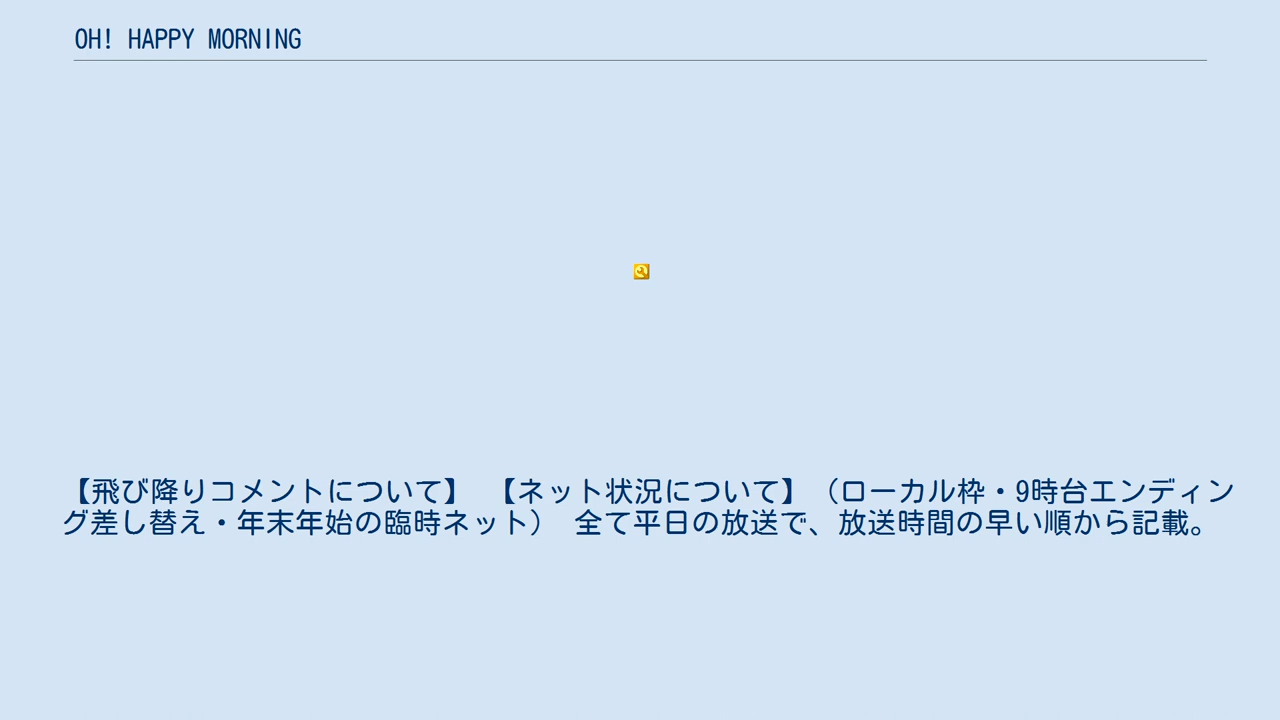 OH! HAPPY MORNING
【飛び降りコメントについて】 【ネット状況について】（ローカル枠・9時台エンディン
グ差し替え・年末年始の臨時ネット） 全て平日の放送で、放送時間の早い順から記載。